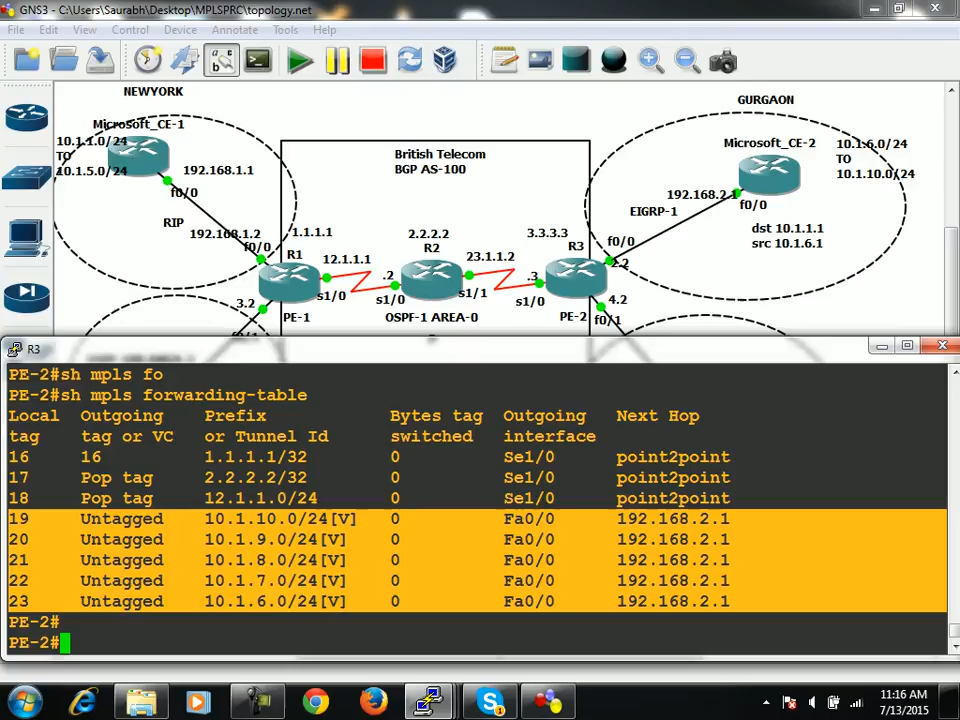 GNS3 - C:\Users\Saurabh\Desktop\MPLSPRC\topology.net
File Edit View Control Device Annotate Tools Help
NEWYORK
Microsoft_CE-1
10.1.1.0/24
TO
10.1.5.0/24
192.168.1.1
f0/0
RIP
192.168.1.2
f0/0
British Telecom
BGP AS-100
1.1.1.1
R1
12.1.1.1
s1/0
3.2
PE-1
f0/1
2.2.2.2
R2
.2
s1/0
23.1.1.2
s1/1
OSPF-1 AREA-0
3.3.3.3
R3
.3
s1/0
PE-2
GURGAON
Microsoft_CE-2
10.1.6.0/24
TO
10.1.10.0/24
192.168.2.1
f0/0
EIGRP-1
dst 10.1.1.1
src 10.1.6.1
f0/0
2.2
4.2
f0/1
R3
PE-2#sh mpls fo
PE-2#sh mpls forwarding-table
Local Outgoing Prefix Bytes tag Outgoing Next Hop
tag tag or VC or Tunnel Id switched interface
16 16 1.1.1.1/32 0 Se1/0 point2point
17 Pop tag 2.2.2.2/32 0 Se1/0 point2point
18 Pop tag 12.1.1.0/24 0 Se1/0 point2point
19 Untagged 10.1.10.0/24[V] 0 Fa0/0 192.168.2.1
20 Untagged 10.1.9.0/24[V] 0 Fa0/0 192.168.2.1
21 Untagged 10.1.8.0/24[V] 0 Fa0/0 192.168.2.1
22 Untagged 10.1.7.0/24[V] 0 Fa0/0 192.168.2.1
23 Untagged 10.1.6.0/24[V] 0 Fa0/0 192.168.2.1
PE-2#
PE-2#
11:16 AM
7/13/2015